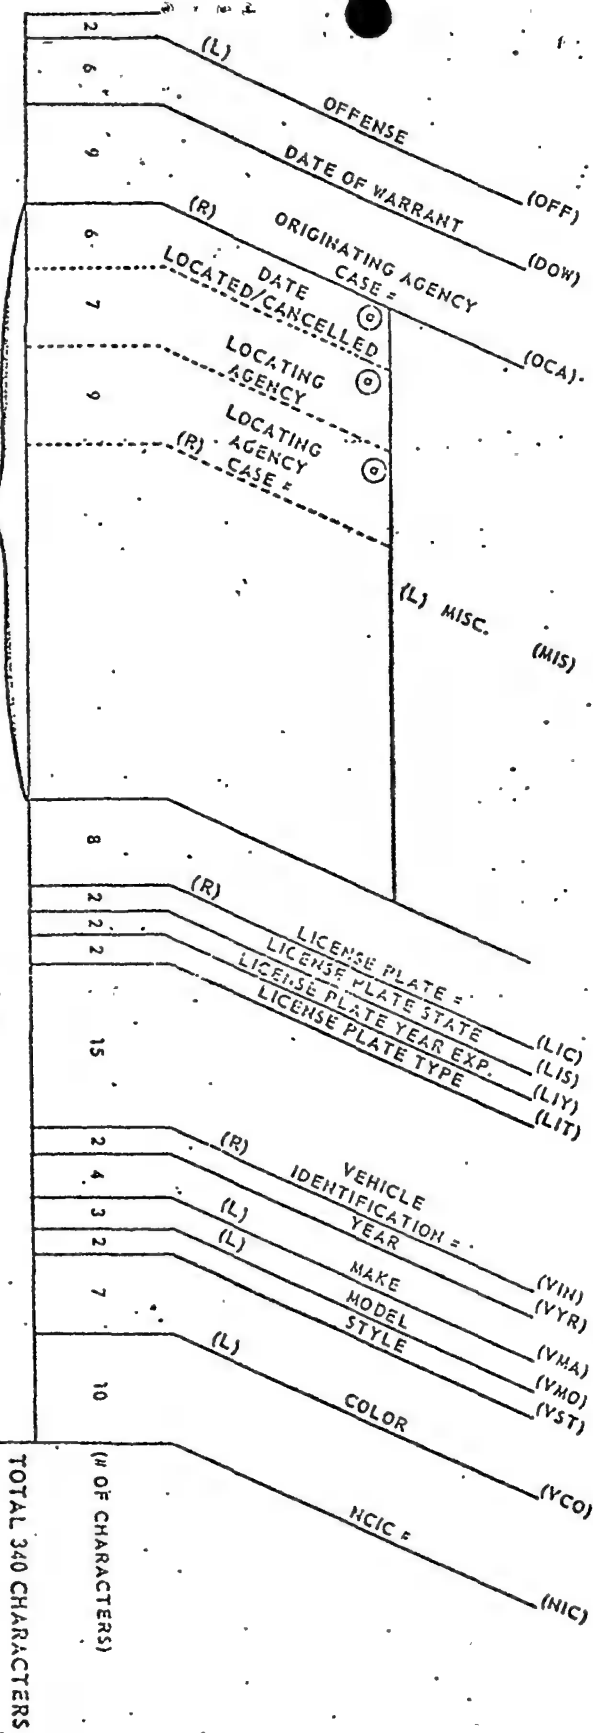 2
6
9
6
7
9
8
2
2
2
15
2
4
3
2
7
10
(# OF CHARACTERS)
TOTAL 340 CHARACTERS
(L) OFFENSE (OFF)
DATE OF WARRANT (DOW)
(R) ORIGINATING AGENCY
CASE = (OCA)
DATE
LOCATED/CANCELLED
LOCATING
AGENCY
LOCATING
(R) AGENCY
CASE =
(L) MISC. (MIS)
(R) LICENSE PLATE = (LIC)
LICENSE PLATE STATE (LIS)
LICENSE PLATE YEAR EXP. (LIY)
LICENSE PLATE TYPE (LIT)
(R) VEHICLE
IDENTIFICATION = (VIN)
YEAR (VYR)
(L) MAKE (VMA)
(L) MODEL (VMO)
STYLE (VST)
(L) COLOR (VCO)
NCIC = (NIC)